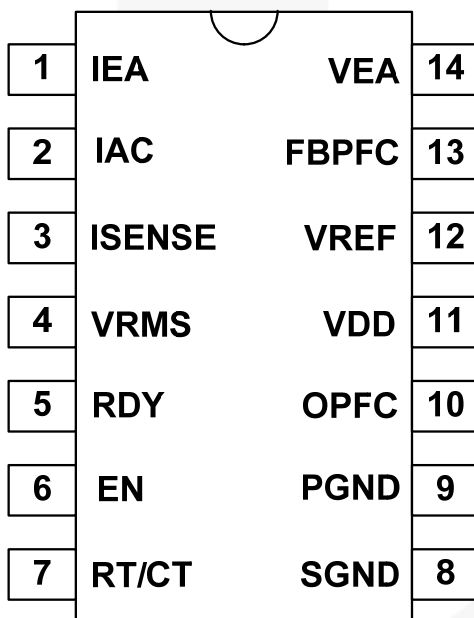 1 IEA VEA 14
2 IAC FBPFC 13
3 ISENSE VREF 12
4 VRMS VDD 11
5 RDY OPFC 10
6 EN PGND 9
7 RT/CT SGND 8